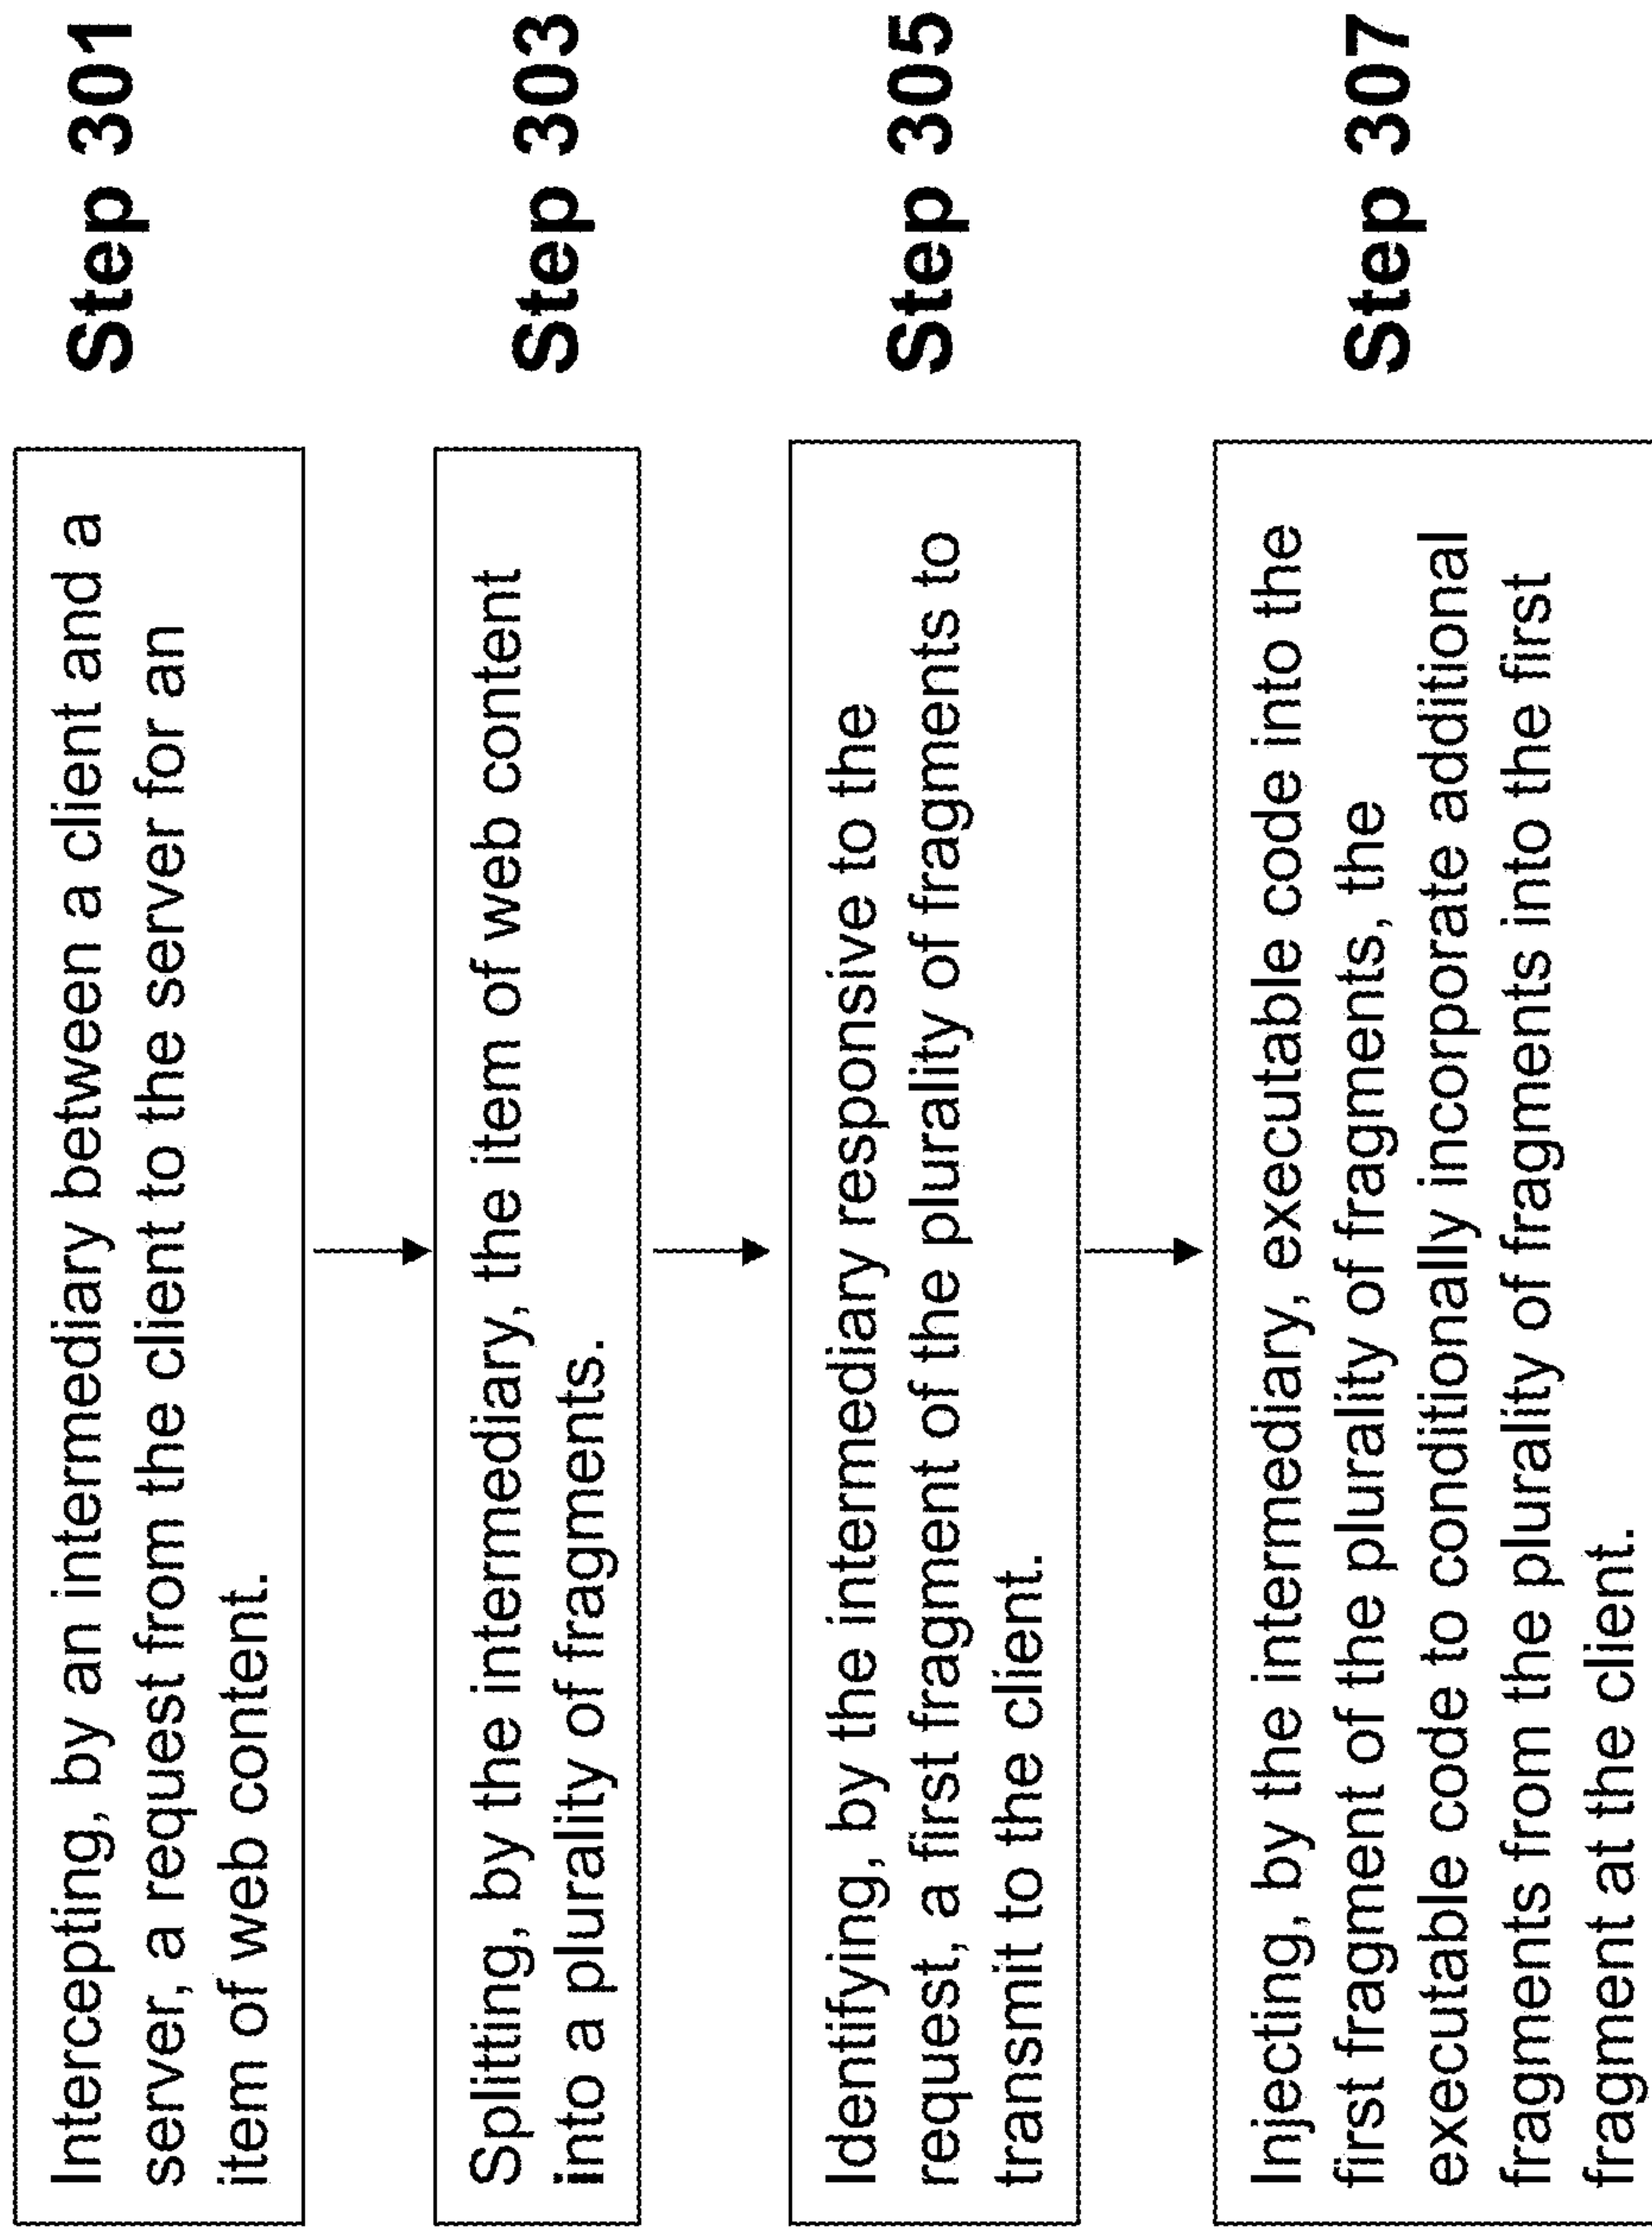 Intercepting, by an intermediary between a client and a
server, a request from the client to the server for an
item of web content.
Step 301
Splitting, by the intermediary, the item of web content
into a plurality of fragments.
Step 303
Identifying, by the intermediary responsive to the
request, a first fragment of the plurality of fragments to
transmit to the client.
Step 305
Injecting, by the intermediary, executable code into the
first fragment of the plurality of fragments, the
executable code to conditionally incorporate additional
fragments from the plurality of fragments into the first
fragment at the client.
Step 307